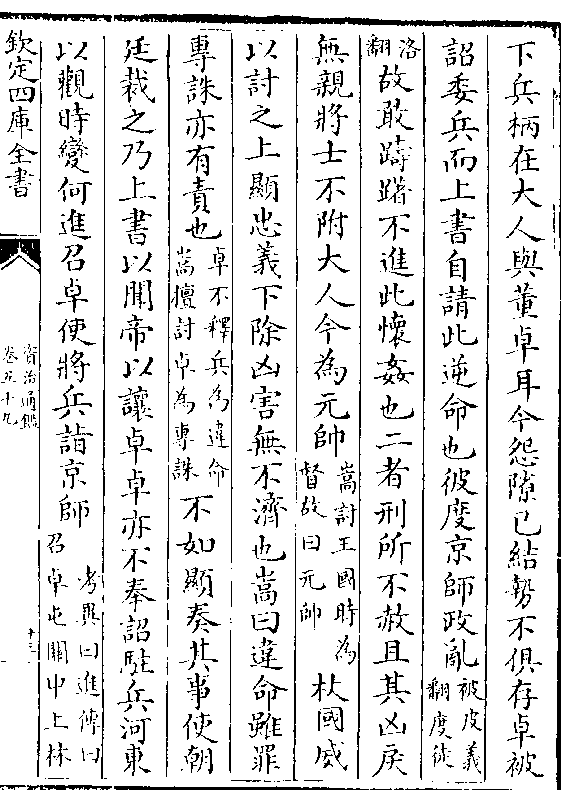 下兵柄在大人與董卓耳今怨隙已結勢不俱存卓被
詔委兵而上書自請此逆命也彼度京師政亂被皮義翻度徒
洛翻故敢躊躇不進此懷姦也二者刑所不赦且其凶戾
無親將士不附大人今為元帥嵩討王國時為督故曰元帥杖國威
以討之上顯忠義下除凶害無不濟也嵩曰違命雖罪
專誅亦有責也卓不釋兵為違命嵩擅討卓為專誅不如顯奏其事使朝
廷裁之乃上書以聞帝以讓卓卓亦不奉詔駐兵河東
以觀時變何進召卓使將兵詣京師考異曰進傳曰召卓屯關中上林
欽定四庫全書
資治通鑑
卷五十九
十三